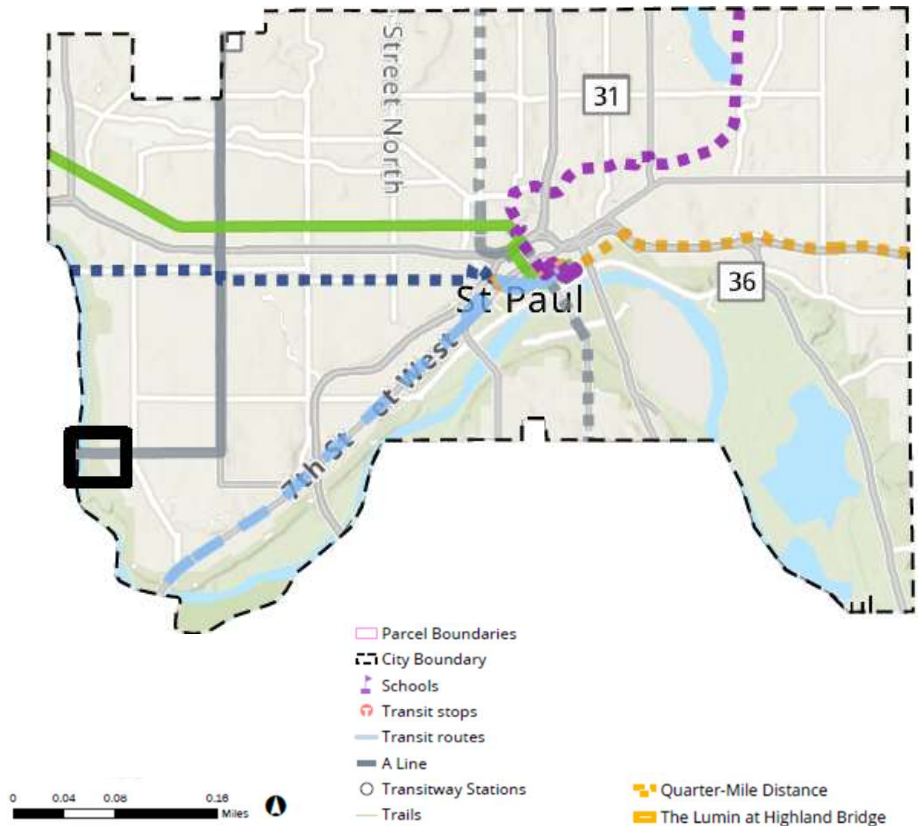 Street North
31
36
St Paul
7th St
et West
Parcel Boundaries
City Boundary
Schools
Transit stops
Transit routes
A Line
Transitway Stations
Trails
Quarter-Mile Distance
The Lumin at Highland Bridge
0 0.04 0.08 0.16
Miles